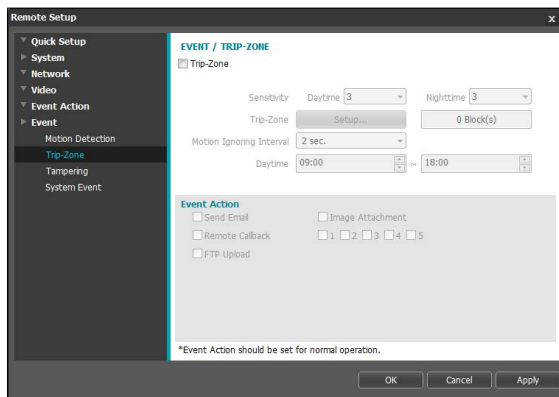 Remote Setup x
Quick Setup
System
Network
Video
Event Action
Event
Motion Detection
Trip-Zone
Tampering
System Event
EVENT / TRIP-ZONE
Trip-Zone
Sensitivity Daytime 3 Nighttime 3
Trip-Zone Setup... 0 Block(s)
Motion Ignoring Interval 2 sec.
Daytime 09:00 ~ 18:00
Event Action
Send Email Image Attachment
Remote Callback 1 2 3 4 5
FTP Upload
*Event Action should be set for normal operation.
OK Cancel Apply